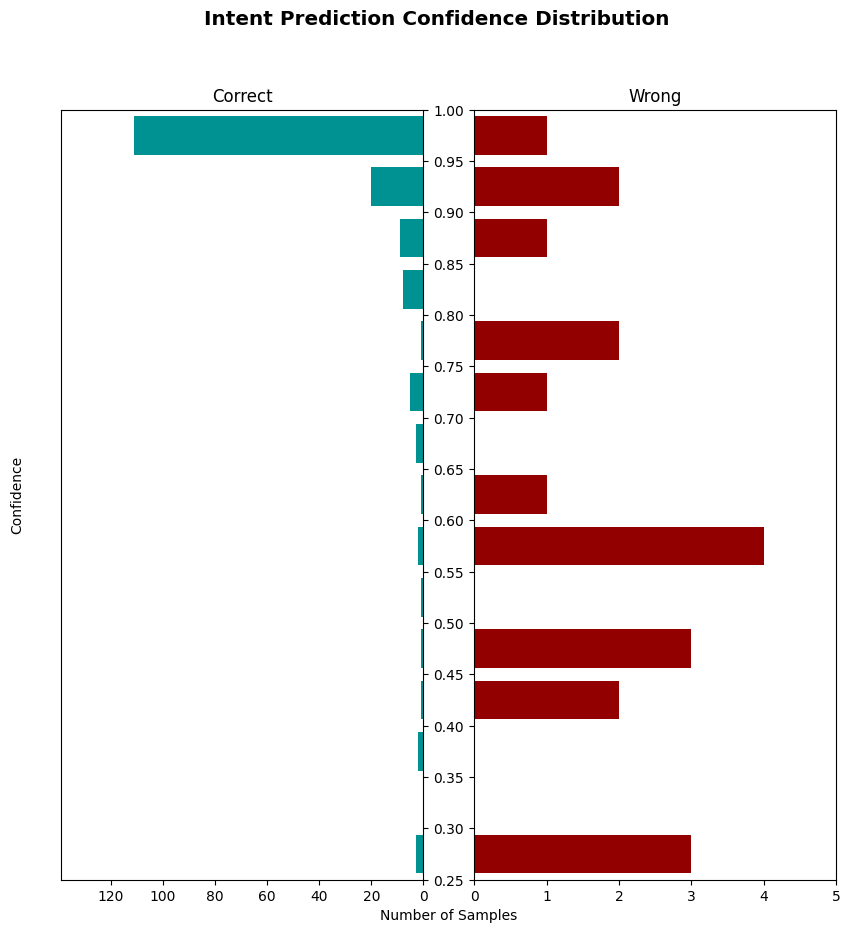 Intent Prediction Confidence Distribution
Correct
Wrong
Confidence
1.00
0.95
0.90
0.85
0.80
0.75
0.70
0.65
0.60
0.55
0.50
0.45
0.40
0.35
0.30
0.25
120 100 80 60 40 20 0
0 1 2 3 4 5
Number of Samples